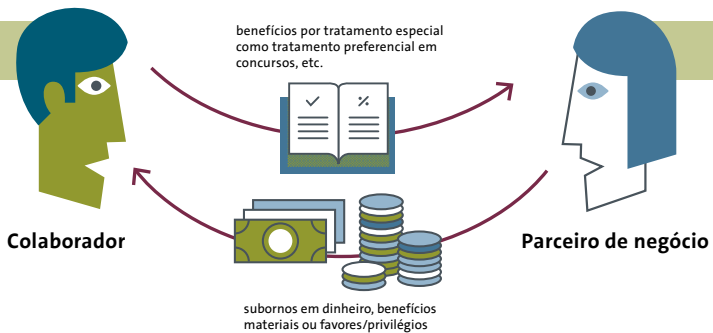 benefícios por tratamento especial
como tratamento preferencial em
concursos, etc.
Colaborador
Parceiro de negócio
subornos em dinheiro, benefícios
materiais ou favores/privilégios